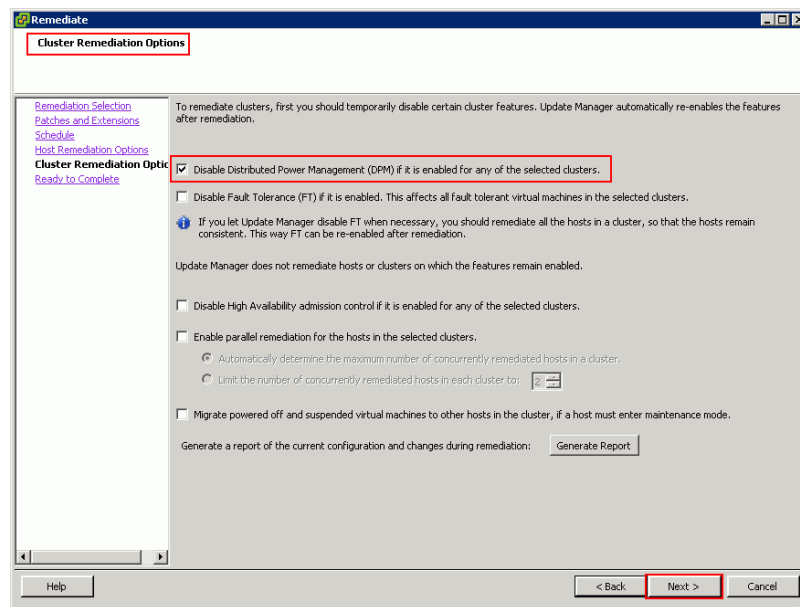 Remediate
Cluster Remediation Options
Remediation Selection
Patches and Extensions
Schedule
Host Remediation Options
Cluster Remediation Optic
Ready to Complete
To remediate clusters, first you should temporarily disable certain cluster features. Update Manager automatically re-enables the features
after remediation.
Disable Distributed Power Management (DPM) if it is enabled for any of the selected clusters.
Disable Fault Tolerance (FT) if it is enabled. This affects all fault tolerant virtual machines in the selected clusters.
If you let Update Manager disable FT when necessary, you should remediate all the hosts in a cluster, so that the hosts remain
consistent. This way FT can be re-enabled after remediation.
Update Manager does not remediate hosts or clusters on which the features remain enabled.
Disable High Availability admission control if it is enabled for any of the selected clusters.
Enable parallel remediation for the hosts in the selected clusters.
Automatically determine the maximum number of concurrently remediated hosts in a cluster.
Limit the number of concurrently remediated hosts in each cluster to: 2
Migrate powered off and suspended virtual machines to other hosts in the cluster, if a host must enter maintenance mode.
Generate a report of the current configuration and changes during remediation: Generate Report
Help < Back Next > Cancel